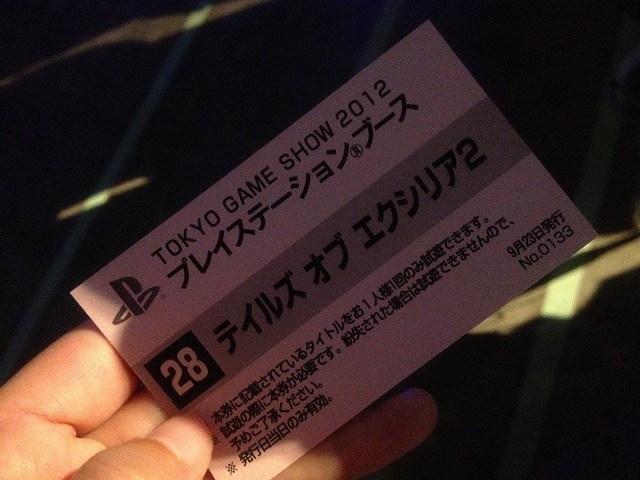 TOKYO GAME SHOW 2012
プレイステーション®ブース
28 テイルズ オブ エクシリア2
本券に記載されているタイトルをお1人様1回のみ試遊できます。
※ 試遊の際に本券が必要です。紛失された場合は試遊できませんので、
予めご了承ください。
※ 発行日当日のみ有効。
9月23日発行
No.0133